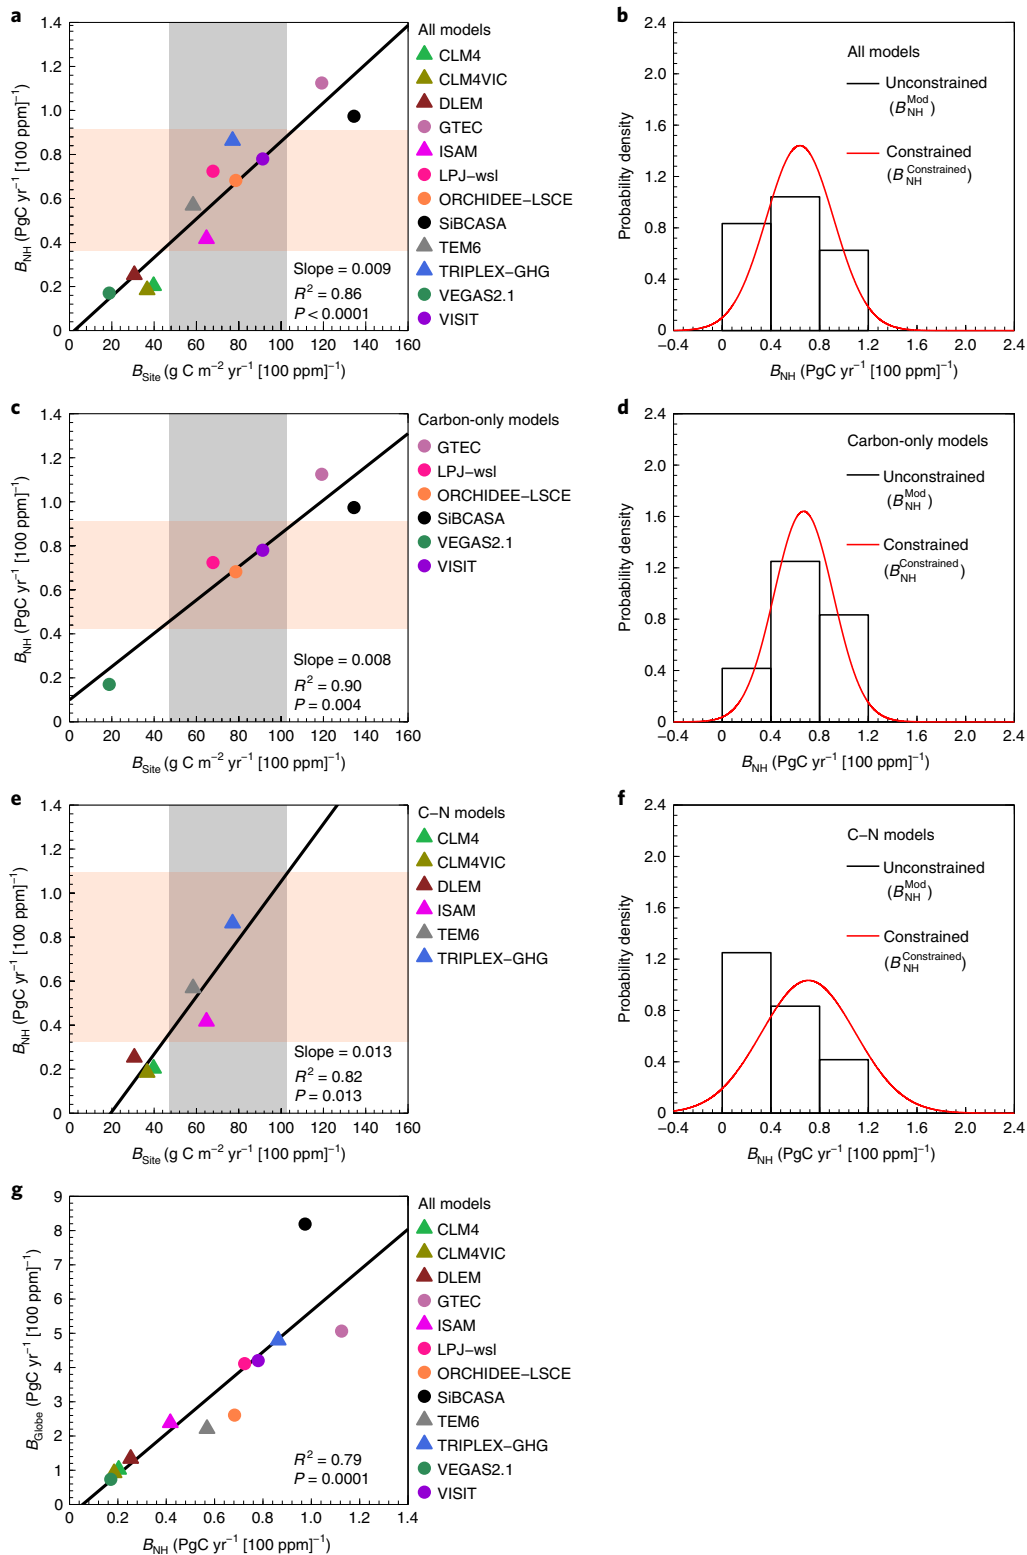 a
1.4
1.2
1.0
0.8
0.6
0.4
0.2
0
B_NH (PgC yr⁻¹ [100 ppm]⁻¹)
0 20 40 60 80 100 120 140 160
B_Site (g C m⁻² yr⁻¹ [100 ppm]⁻¹)
Slope = 0.009
R² = 0.86
P < 0.0001
All models
CLM4
CLM4VIC
DLEM
GTEC
ISAM
LPJ–wsl
ORCHIDEE–LSCE
SiBCASA
TEM6
TRIPLEX–GHG
VEGAS2.1
VISIT
b
2.4
2.0
1.6
1.2
0.8
0.4
0
Probability density
All models
Unconstrained
(B_NH^Mod)
Constrained
(B_NH^Constrained)
−0.4 0 0.4 0.8 1.2 1.6 2.0 2.4
B_NH (PgC yr⁻¹ [100 ppm]⁻¹)
c
1.4
1.2
1.0
0.8
0.6
0.4
0.2
0
B_NH (PgC yr⁻¹ [100 ppm]⁻¹)
0 20 40 60 80 100 120 140 160
B_Site (g C m⁻² yr⁻¹ [100 ppm]⁻¹)
Slope = 0.008
R² = 0.90
P = 0.004
Carbon-only models
GTEC
LPJ–wsl
ORCHIDEE–LSCE
SiBCASA
VEGAS2.1
VISIT
d
2.4
2.0
1.6
1.2
0.8
0.4
0
Probability density
Carbon-only models
Unconstrained
(B_NH^Mod)
Constrained
(B_NH^Constrained)
−0.4 0 0.4 0.8 1.2 1.6 2.0 2.4
B_NH (PgC yr⁻¹ [100 ppm]⁻¹)
e
1.4
1.2
1.0
0.8
0.6
0.4
0.2
0
B_NH (PgC yr⁻¹ [100 ppm]⁻¹)
0 20 40 60 80 100 120 140 160
B_Site (g C m⁻² yr⁻¹ [100 ppm]⁻¹)
Slope = 0.013
R² = 0.82
P = 0.013
C–N models
CLM4
CLM4VIC
DLEM
ISAM
TEM6
TRIPLEX–GHG
f
2.4
2.0
1.6
1.2
0.8
0.4
0
Probability density
C–N models
Unconstrained
(B_NH^Mod)
Constrained
(B_NH^Constrained)
−0.4 0 0.4 0.8 1.2 1.6 2.0 2.4
B_NH (PgC yr⁻¹ [100 ppm]⁻¹)
g
9
8
7
6
5
4
3
2
1
0
B_Globe (PgC yr⁻¹ [100 ppm]⁻¹)
0 0.2 0.4 0.6 0.8 1.0 1.2 1.4
B_NH (PgC yr⁻¹ [100 ppm]⁻¹)
R² = 0.79
P = 0.0001
All models
CLM4
CLM4VIC
DLEM
GTEC
ISAM
LPJ–wsl
ORCHIDEE–LSCE
SiBCASA
TEM6
TRIPLEX–GHG
VEGAS2.1
VISIT